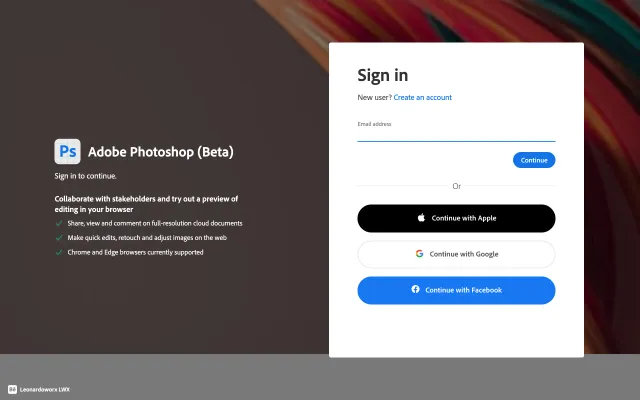 Ps Adobe Photoshop (Beta)
Sign in to continue.
Collaborate with stakeholders and try out a preview of
editing in your browser
Share, view and comment on full-resolution cloud documents
Make quick edits, retouch and adjust images on the web
Chrome and Edge browsers currently supported
Sign in
New user? Create an account
Email address
Continue
Or
Continue with Apple
Continue with Google
Continue with Facebook
Bē Leonardoworx LWX